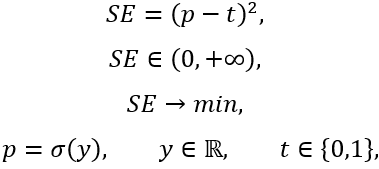 SE = (p − t)²,
SE ∈ (0, +∞),
SE → min,
p = σ(y), y ∈ ℝ, t ∈ {0,1},